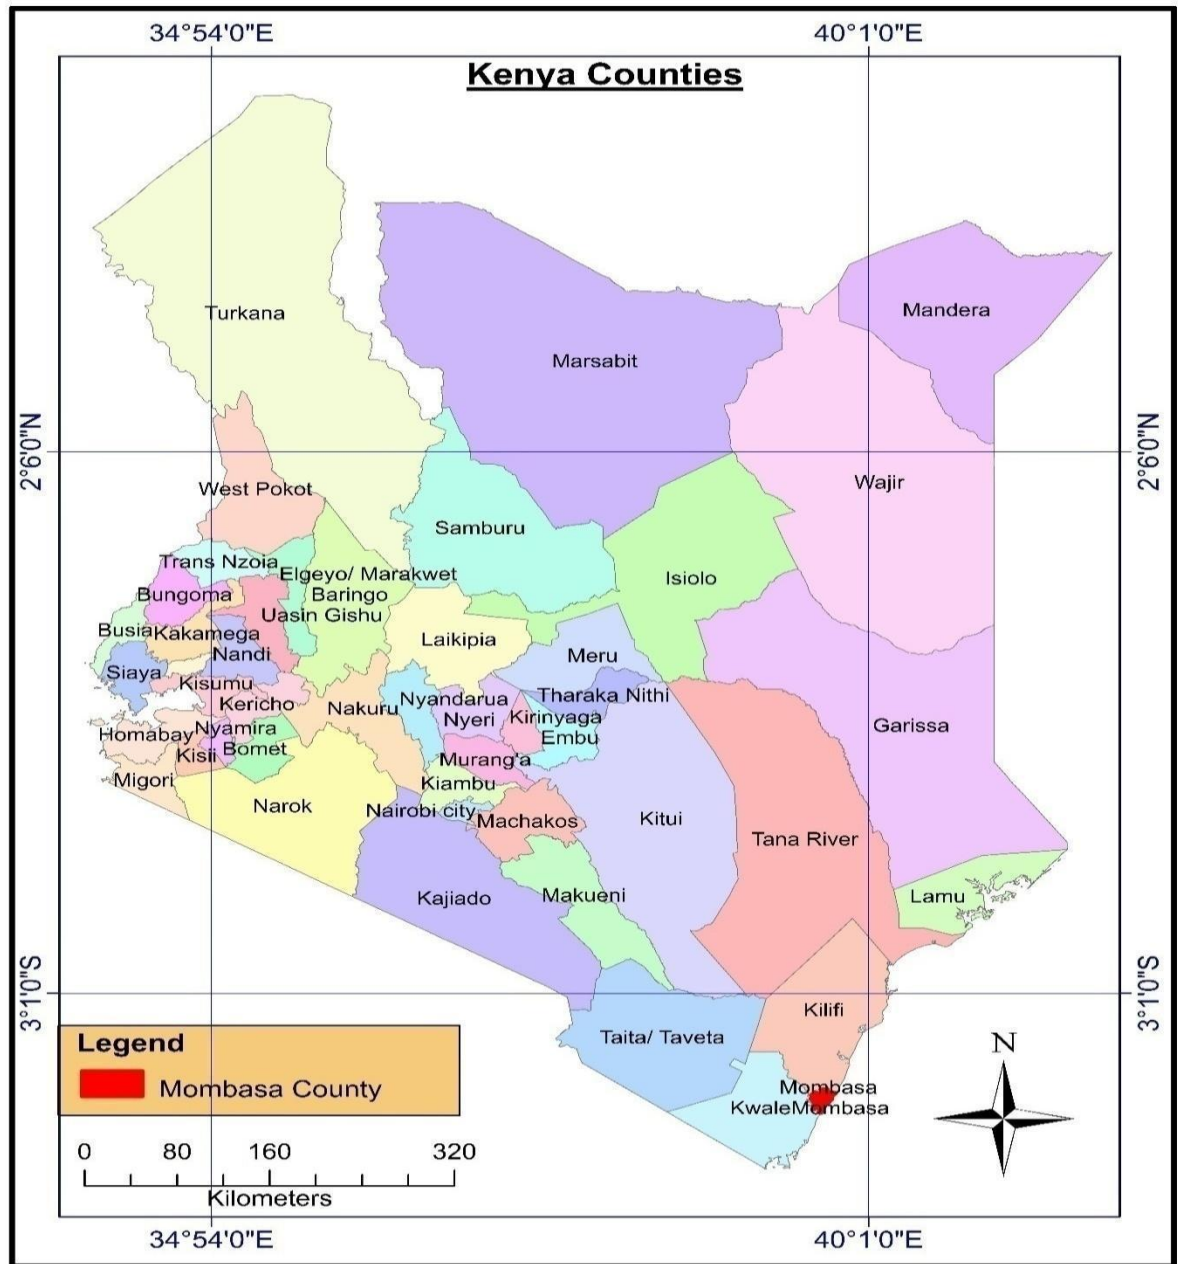 34°54'0"E
40°1'0"E
Kenya Counties
Turkana
Mandera
Marsabit
2°6'0"N
2°6'0"N
Wajir
West Pokot
Samburu
Trans Nzoia
Elgeyo/ Marakwet
Isiolo
Bungoma
Baringo
Uasin Gishu
Busia
Kakamega
Laikipia
Nandi
Meru
Siaya
Kisumu
Kericho
Nakuru
Nyandarua
Tharaka Nithi
Nyeri
Kirinyaga
Garissa
Homabay
Nyamira
Embu
Kisii
Bomet
Murang'a
Migori
Kiambu
Narok
Nairobi city
Machakos
Kitui
Tana River
Kajiado
Makueni
Lamu
3°1'0"S
3°1'0"S
Kilifi
Taita/ Taveta
Legend
Mombasa County
Mombasa
KwaleMombasa
N
0 80 160 320
Kilometers
34°54'0"E
40°1'0"E